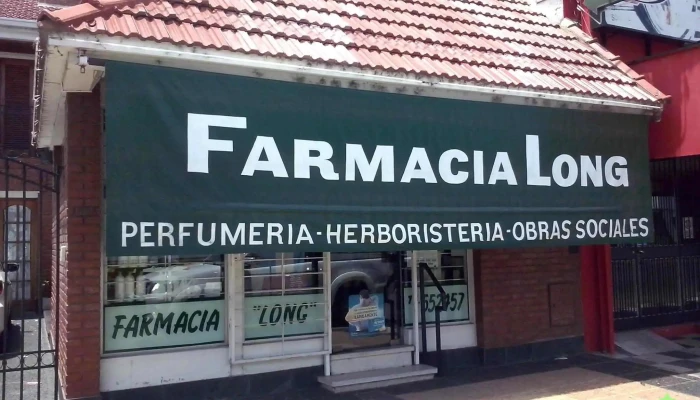 FARMACIA LONG
PERFUMERIA-HERBORISTERIA-OBRAS SOCIALES
FARMACIA "LONG"